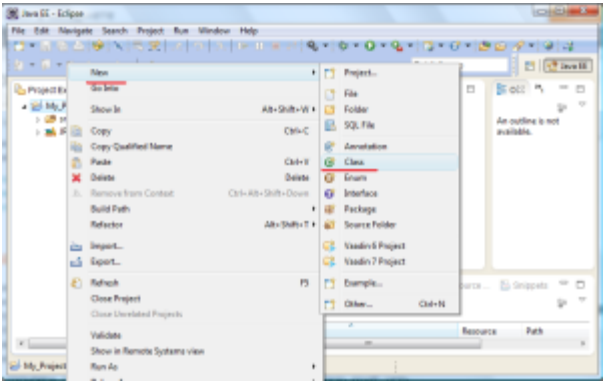 Java EE - Eclipse
File Edit Navigate Search Project Run Window Help
Java EE
Project Ex
My_P
New
Go Into
Show In Alt+Shift+W
Copy Ctrl+C
Copy Qualified Name
Paste Ctrl+V
Delete Delete
Remove from Context Ctrl+Alt+Shift+Down
Build Path
Refactor Alt+Shift+T
Import...
Export...
Refresh F5
Close Project
Close Unrelated Projects
Validate
Show in Remote Systems view
Run As
Project...
File
Folder
SQL File
Annotation
Class
Enum
Interface
Package
Source Folder
Vaadin 6 Project
Vaadin 7 Project
Example...
Other... Ctrl+N
An outline is not
available.
Snippets
Resource Path
My_Project